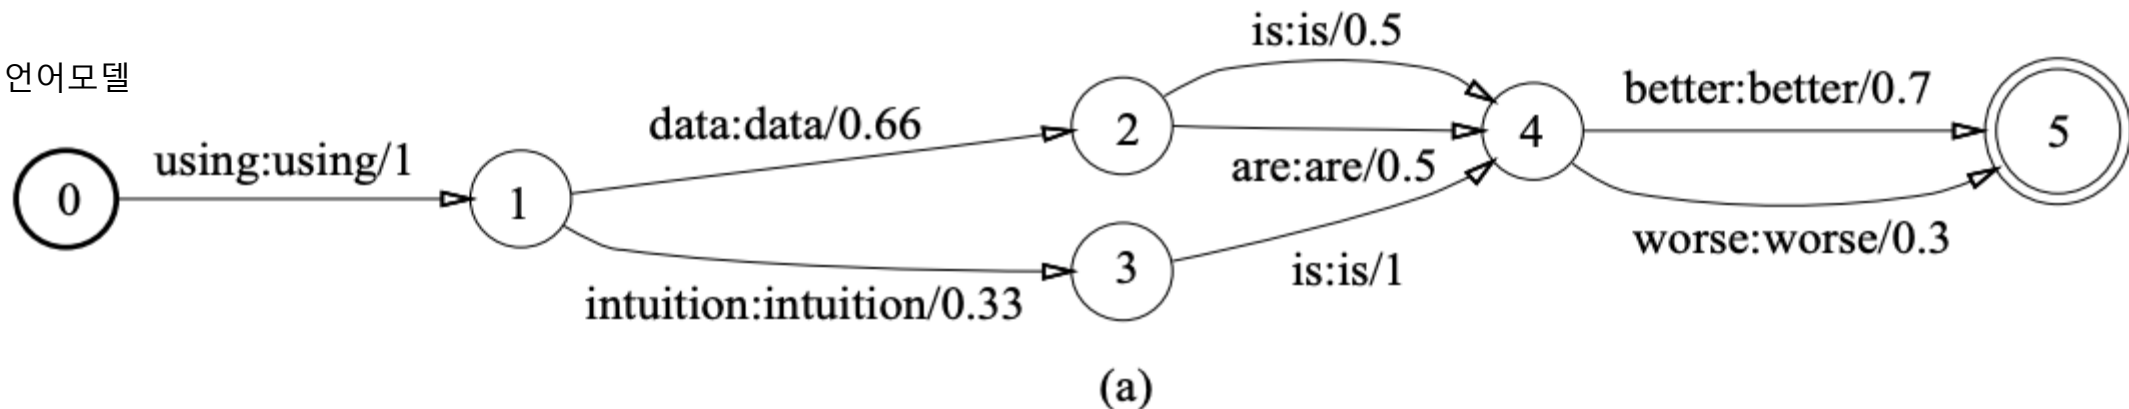 언어모델
is:is/0.5
data:data/0.66
better:better/0.7
using:using/1
0
1
2
4
5
are:are/0.5
3
worse:worse/0.3
intuition:intuition/0.33
is:is/1
(a)